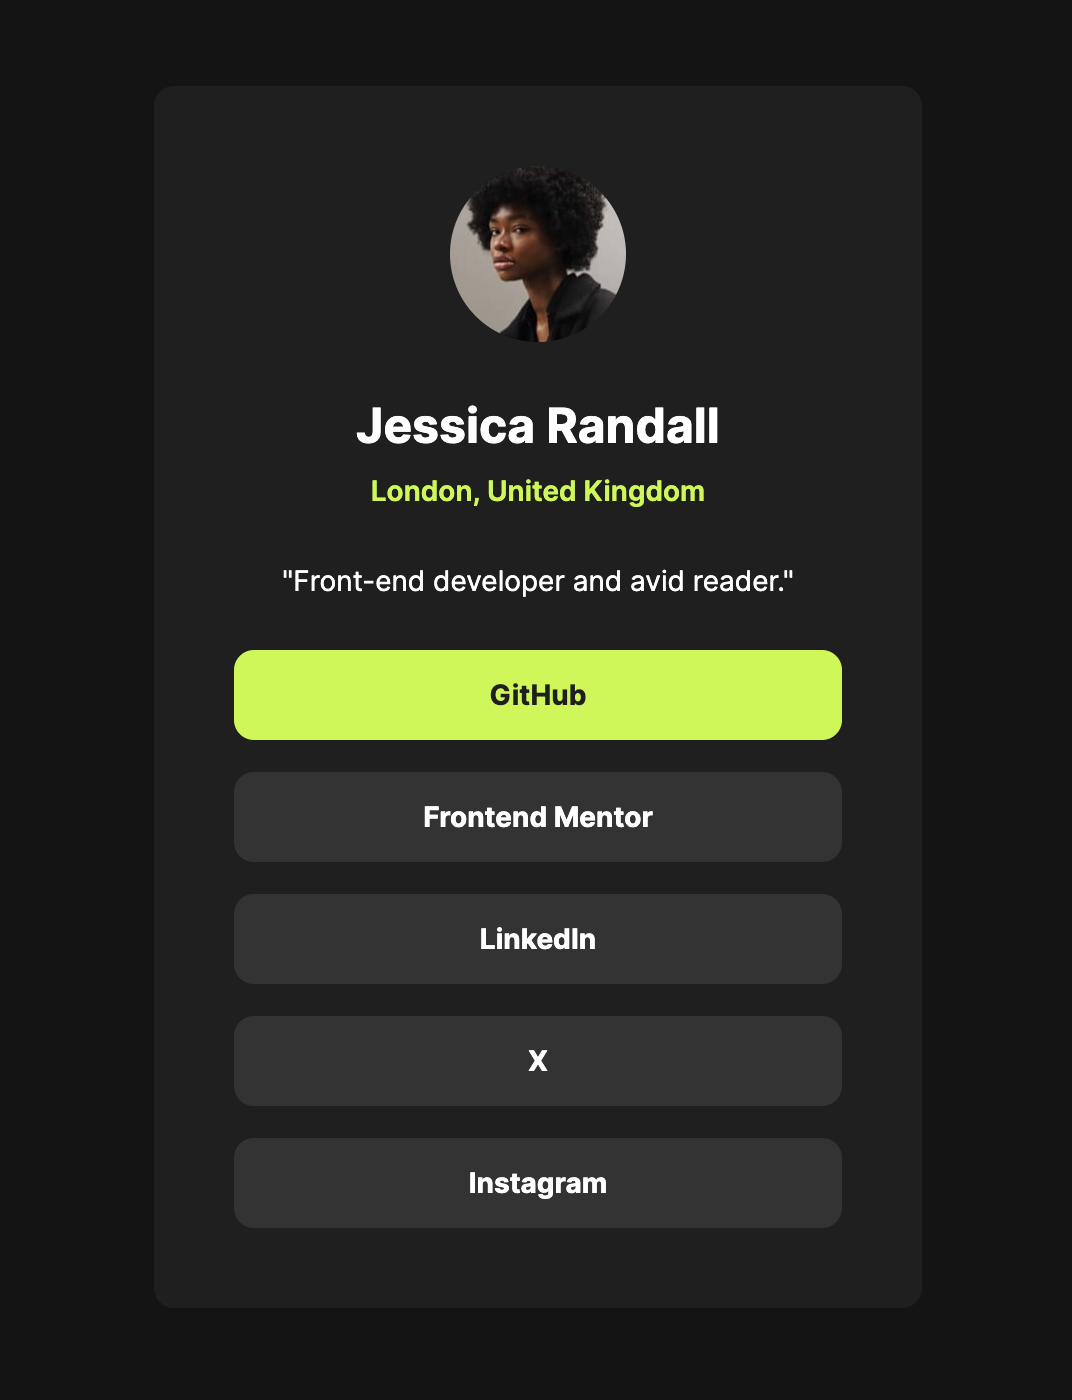 Jessica Randall
London, United Kingdom
"Front-end developer and avid reader."
GitHub
Frontend Mentor
LinkedIn
X
Instagram